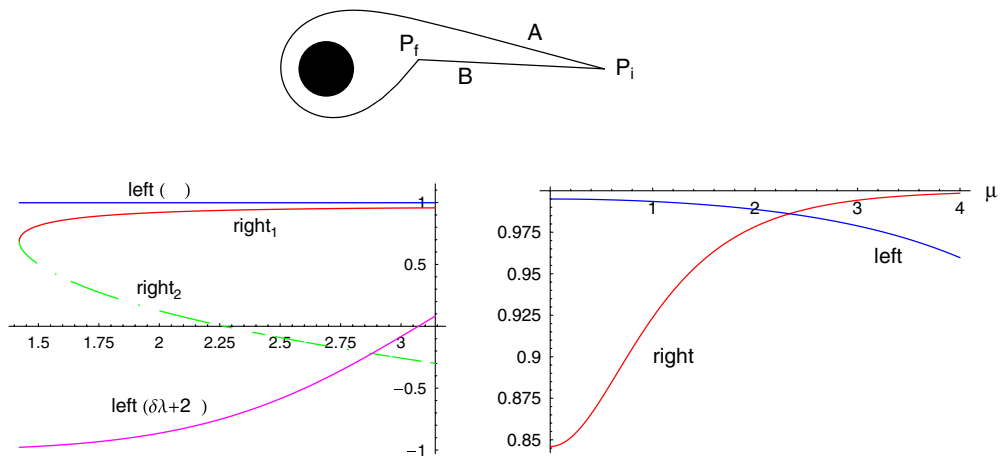 A
P_f
B
P_i
left ( )
1
right₁
0.5
right₂
1.5 1.75 2 2.25 2.5 2.75 3
−0.5
left (δλ+2 )
−1
μ
1 2 3 4
0.975
left
0.95
0.925
right
0.9
0.875
0.85